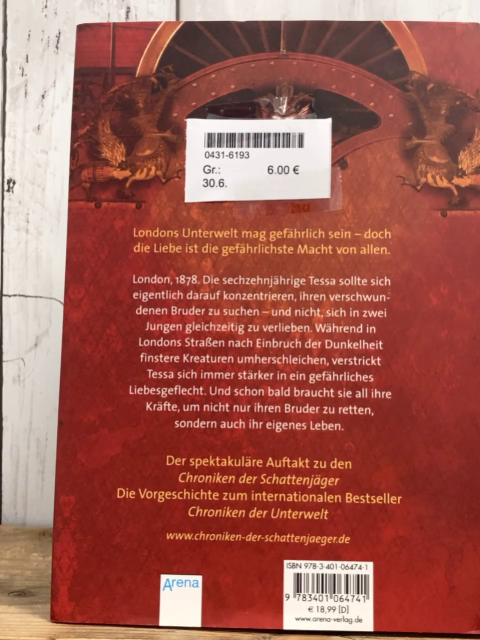 0431-6193
Gr.: 6.00 €
30.6.
Londons Unterwelt mag gefährlich sein – doch
die Liebe ist die gefährlichste Macht von allen.
London, 1878. Die sechzehnjährige Tessa sollte sich
eigentlich darauf konzentrieren, ihren verschwun-
denen Bruder zu suchen – und nicht, sich in zwei
Jungen gleichzeitig zu verlieben. Während in
Londons Straßen nach Einbruch der Dunkelheit
finstere Kreaturen umherschleichen, verstrickt
Tessa sich immer stärker in ein gefährliches
Liebesgeflecht. Und schon bald braucht sie all ihre
Kräfte, um nicht nur ihren Bruder zu retten,
sondern auch ihr eigenes Leben.
Der spektakuläre Auftakt zu den
Chroniken der Schattenjäger
Die Vorgeschichte zum internationalen Bestseller
Chroniken der Unterwelt
www.chroniken-der-schattenjaeger.de
Arena
ISBN 978-3-401-06474-1
9 783401 064741
€ 18,99 [D]
www.arena-verlag.de